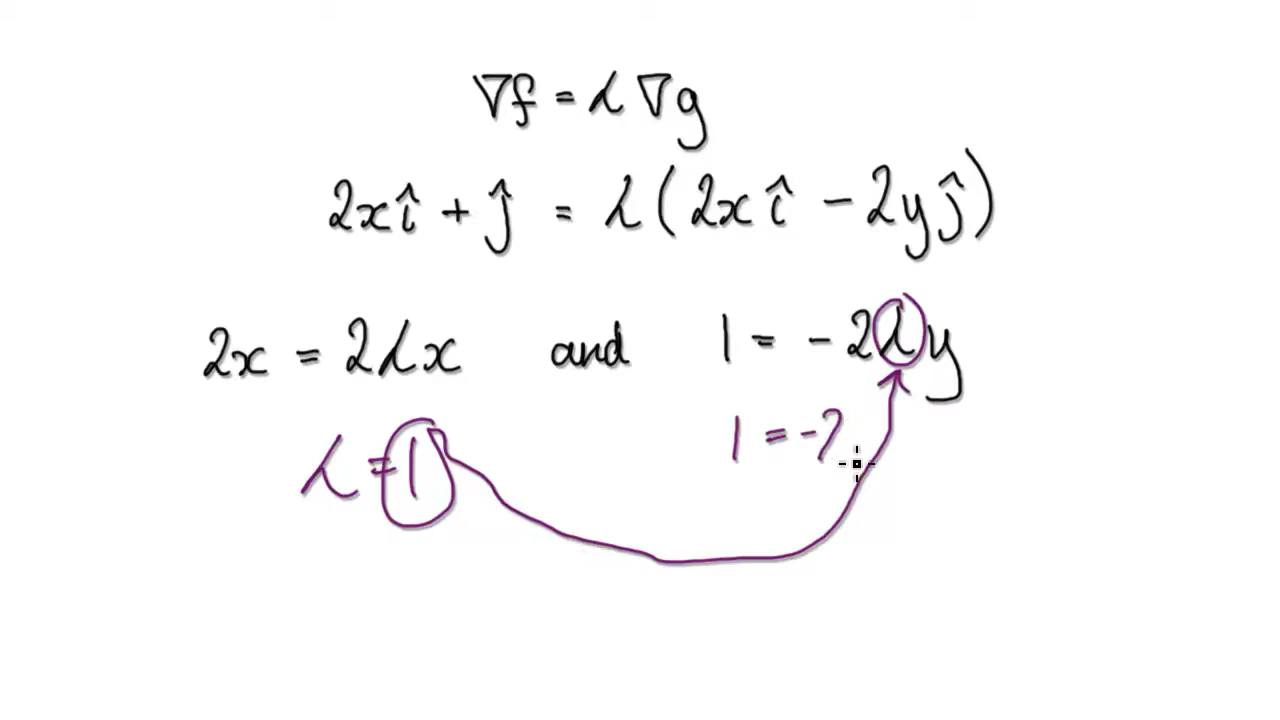 ∇f = λ ∇g
2xî + ĵ = λ(2xî - 2yĵ)
2x = 2λx and 1 = -2λy
λ = 1 1 = -2